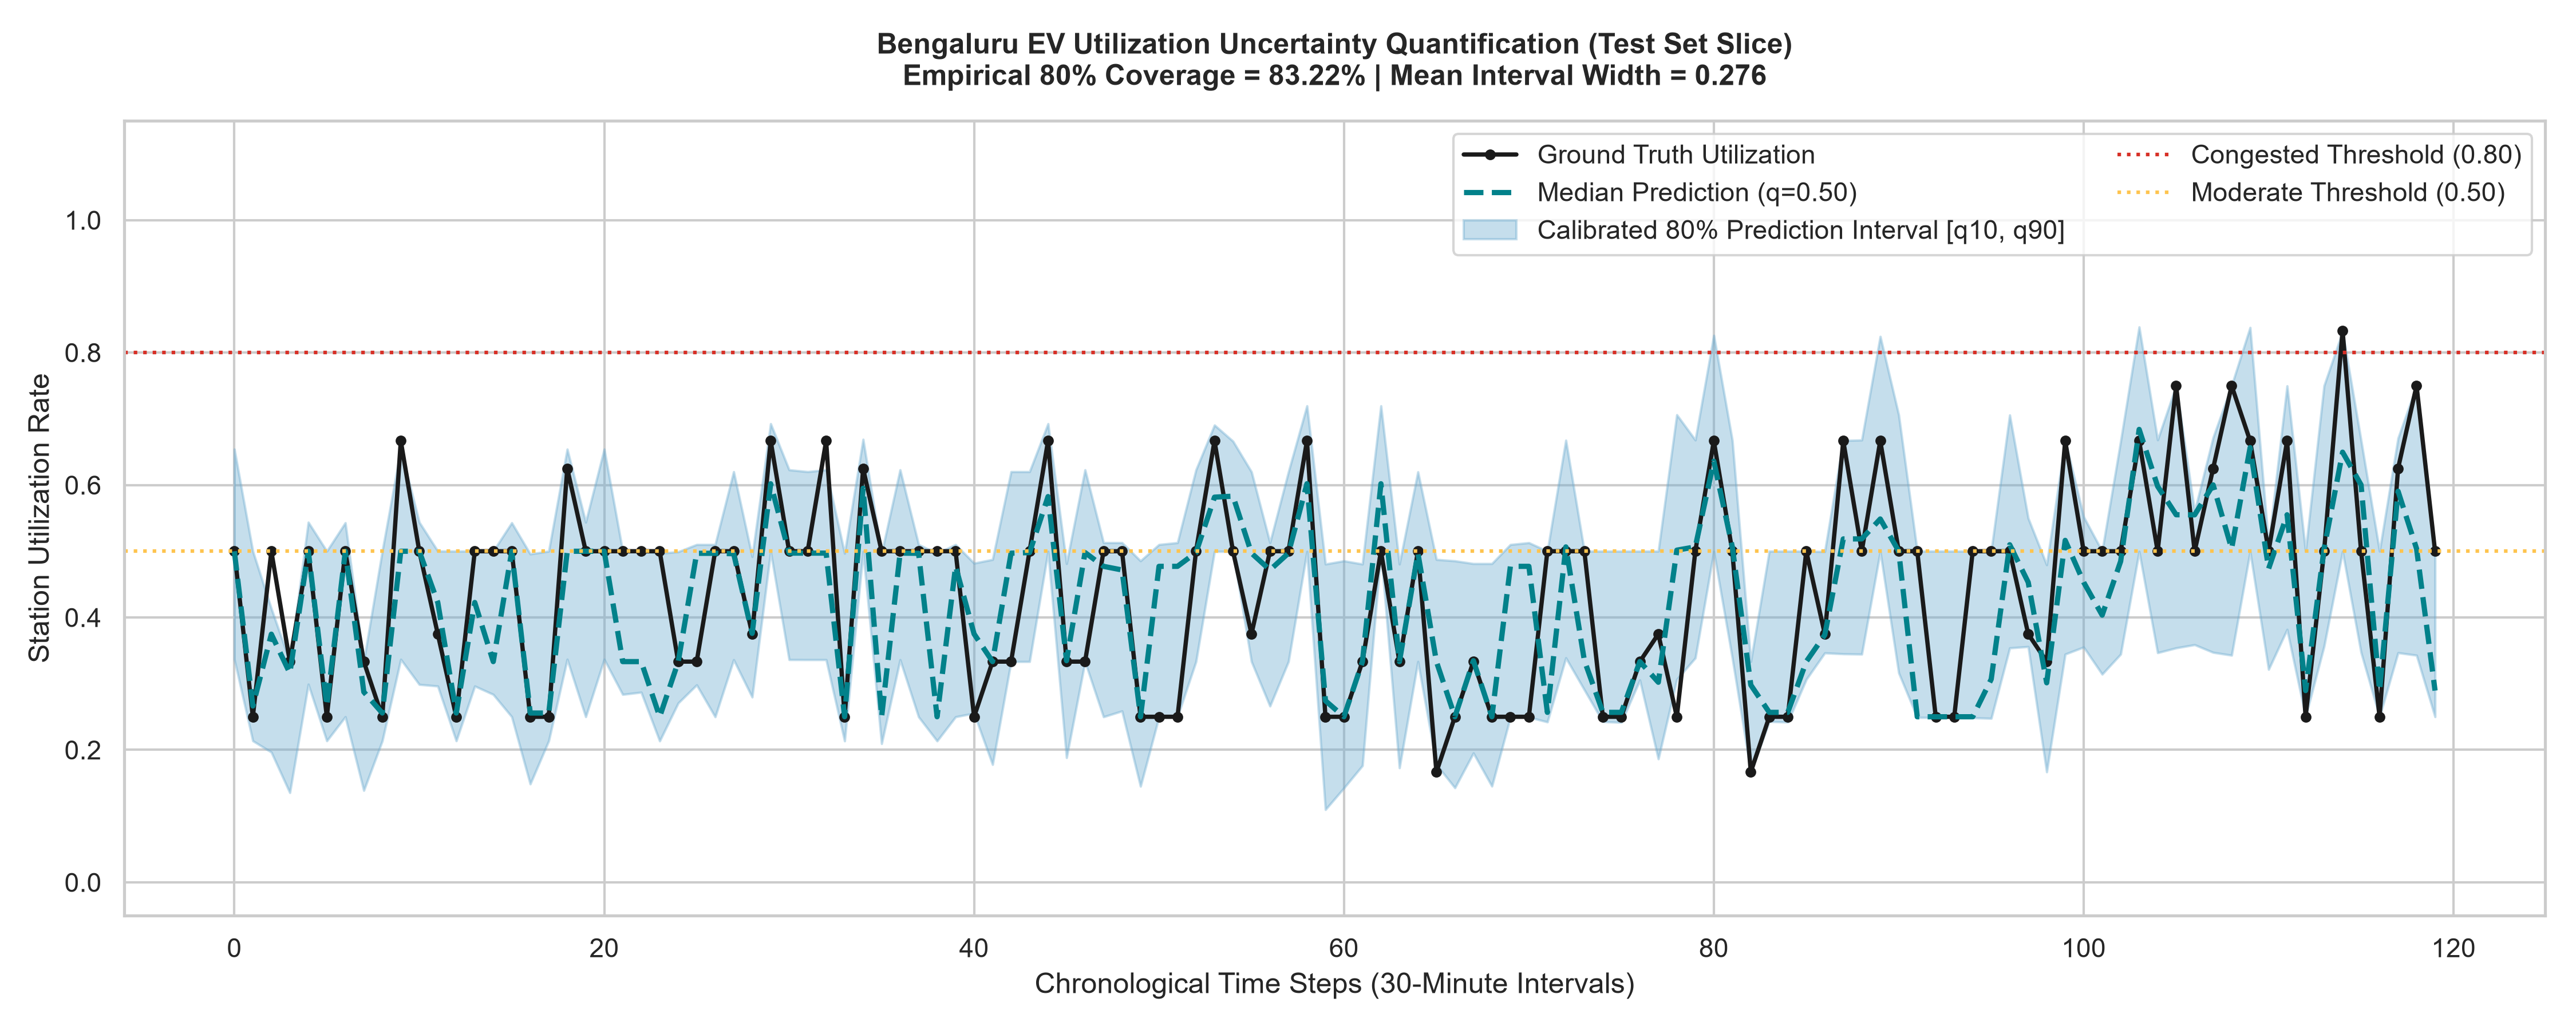 Bengaluru EV Utilization Uncertainty Quantification (Test Set Slice)
Empirical 80% Coverage = 83.22% | Mean Interval Width = 0.276
Ground Truth Utilization
Median Prediction (q=0.50)
Calibrated 80% Prediction Interval [q10, q90]
Congested Threshold (0.80)
Moderate Threshold (0.50)
Station Utilization Rate
1.0
0.8
0.6
0.4
0.2
0.0
0 20 40 60 80 100 120
Chronological Time Steps (30-Minute Intervals)